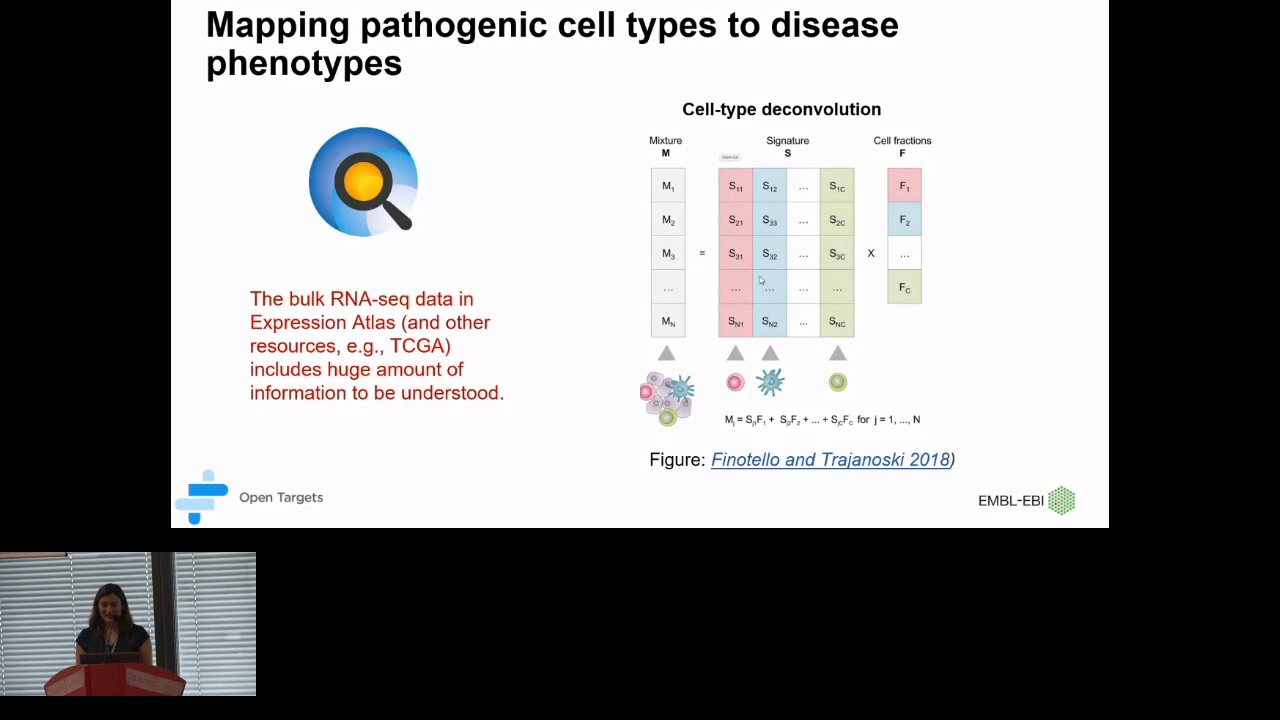 Mapping pathogenic cell types to disease
phenotypes
Cell-type deconvolution
Mixture
M
Signature
S
Cell fractions
F
M1 S11 S12 ... S1C F1
M2 S21 S33 ... S2C F2
M3 = S31 S32 ... S3C X ...
... ... ... ... ... FC
MN SN1 SN2 ... SNC
Mj = Sj1F1 + Sj2F2 + ... + SjCFC for j = 1, ..., N
The bulk RNA-seq data in
Expression Atlas (and other
resources, e.g., TCGA)
includes huge amount of
information to be understood.
Figure: Finotello and Trajanoski 2018)
Open Targets
EMBL-EBI